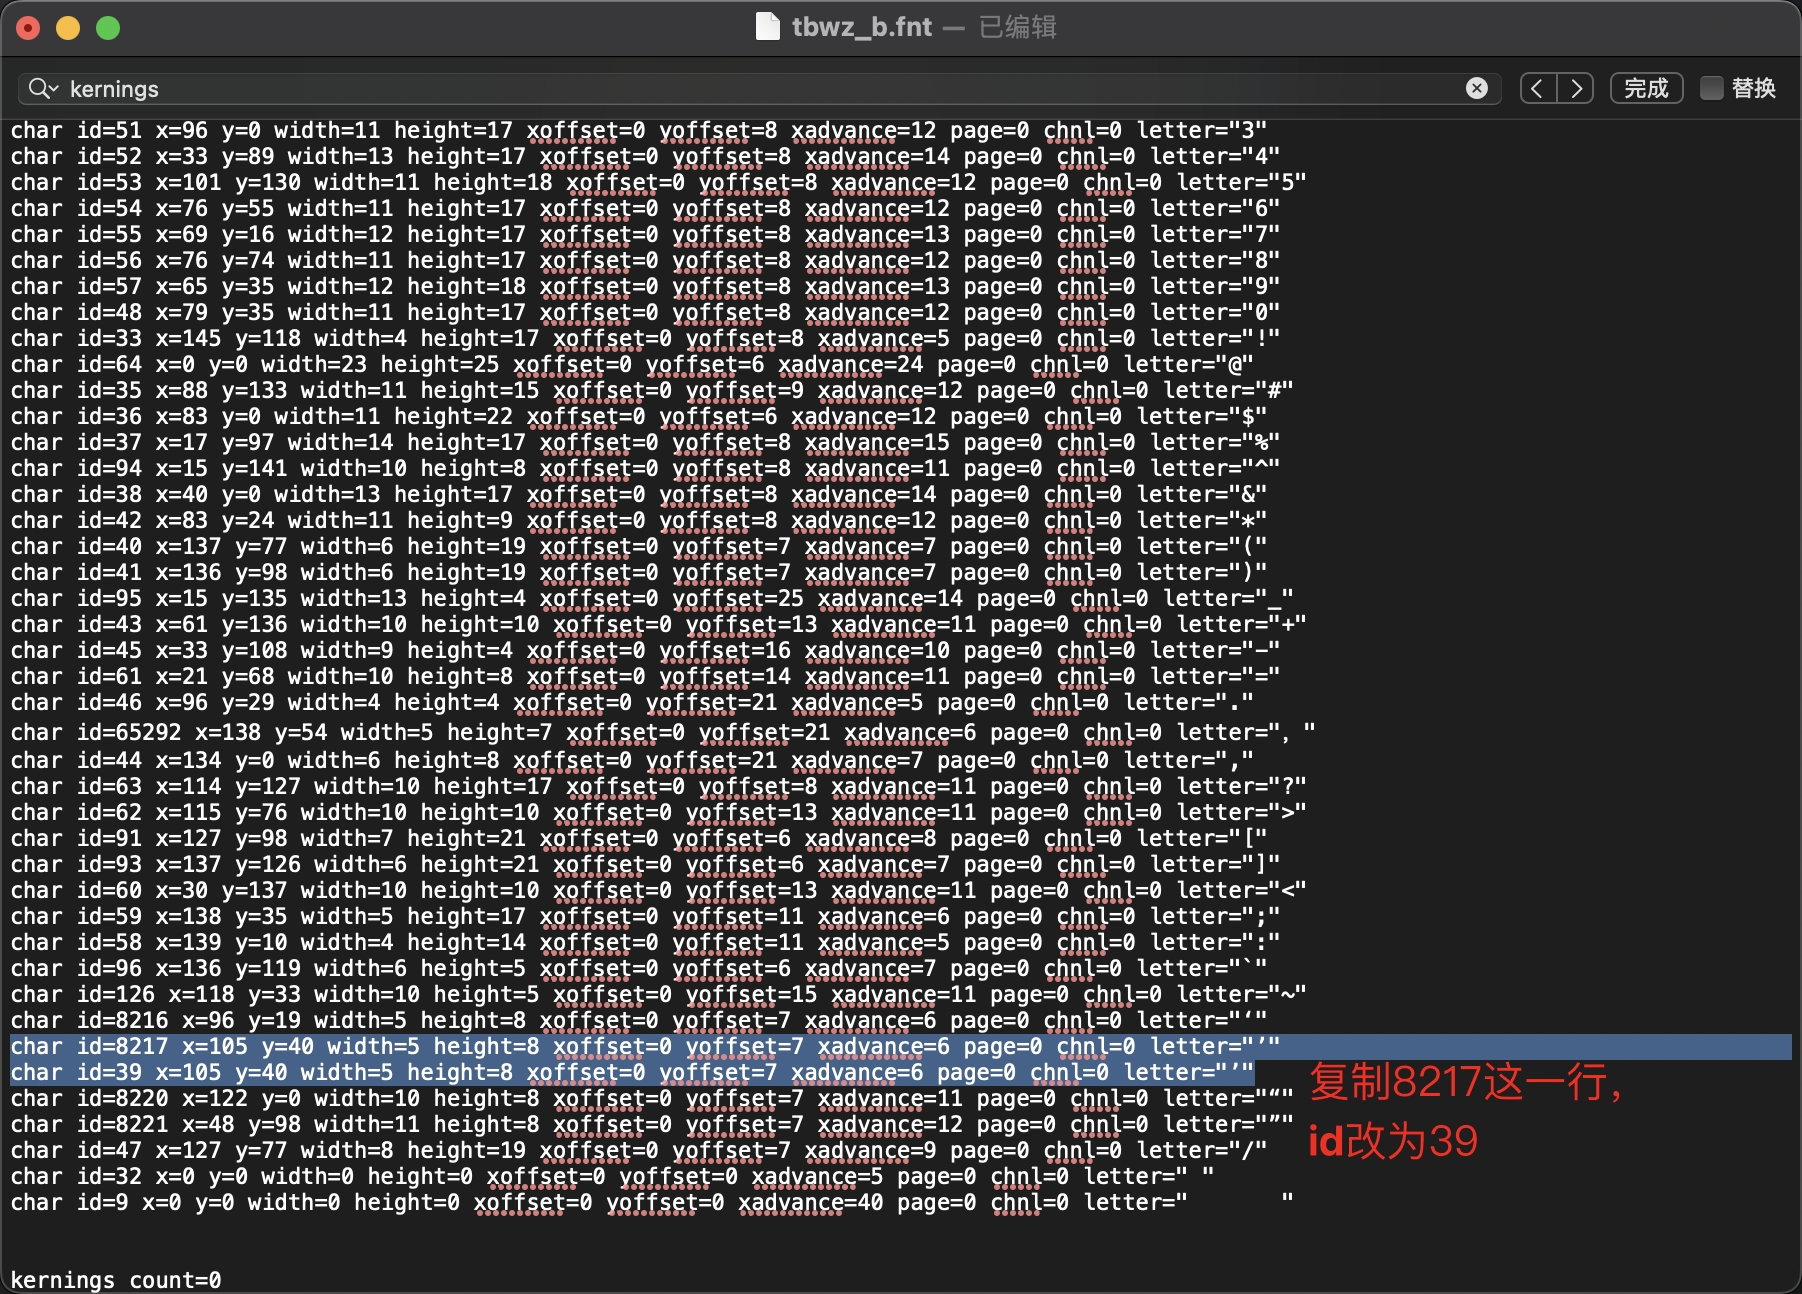 tbwz_b.fnt — 已编辑
kernings
完成
替换
char id=51 x=96 y=0 width=11 height=17 xoffset=0 yoffset=8 xadvance=12 page=0 chnl=0 letter="3"
char id=52 x=33 y=89 width=13 height=17 xoffset=0 yoffset=8 xadvance=14 page=0 chnl=0 letter="4"
char id=53 x=101 y=130 width=11 height=18 xoffset=0 yoffset=8 xadvance=12 page=0 chnl=0 letter="5"
char id=54 x=76 y=55 width=11 height=17 xoffset=0 yoffset=8 xadvance=12 page=0 chnl=0 letter="6"
char id=55 x=69 y=16 width=12 height=17 xoffset=0 yoffset=8 xadvance=13 page=0 chnl=0 letter="7"
char id=56 x=76 y=74 width=11 height=17 xoffset=0 yoffset=8 xadvance=12 page=0 chnl=0 letter="8"
char id=57 x=65 y=35 width=12 height=18 xoffset=0 yoffset=8 xadvance=13 page=0 chnl=0 letter="9"
char id=48 x=79 y=35 width=11 height=17 xoffset=0 yoffset=8 xadvance=12 page=0 chnl=0 letter="0"
char id=33 x=145 y=118 width=4 height=17 xoffset=0 yoffset=8 xadvance=5 page=0 chnl=0 letter="!"
char id=64 x=0 y=0 width=23 height=25 xoffset=0 yoffset=6 xadvance=24 page=0 chnl=0 letter="@"
char id=35 x=88 y=133 width=11 height=15 xoffset=0 yoffset=9 xadvance=12 page=0 chnl=0 letter="#"
char id=36 x=83 y=0 width=11 height=22 xoffset=0 yoffset=6 xadvance=12 page=0 chnl=0 letter="$"
char id=37 x=17 y=97 width=14 height=17 xoffset=0 yoffset=8 xadvance=15 page=0 chnl=0 letter="%"
char id=94 x=15 y=141 width=10 height=8 xoffset=0 yoffset=8 xadvance=11 page=0 chnl=0 letter="^"
char id=38 x=40 y=0 width=13 height=17 xoffset=0 yoffset=8 xadvance=14 page=0 chnl=0 letter="&"
char id=42 x=83 y=24 width=11 height=9 xoffset=0 yoffset=8 xadvance=12 page=0 chnl=0 letter="*"
char id=40 x=137 y=77 width=6 height=19 xoffset=0 yoffset=7 xadvance=7 page=0 chnl=0 letter="("
char id=41 x=136 y=98 width=6 height=19 xoffset=0 yoffset=7 xadvance=7 page=0 chnl=0 letter=")"
char id=95 x=15 y=135 width=13 height=4 xoffset=0 yoffset=25 xadvance=14 page=0 chnl=0 letter="_"
char id=43 x=61 y=136 width=10 height=10 xoffset=0 yoffset=13 xadvance=11 page=0 chnl=0 letter="+"
char id=45 x=33 y=108 width=9 height=4 xoffset=0 yoffset=16 xadvance=10 page=0 chnl=0 letter="-"
char id=61 x=21 y=68 width=10 height=8 xoffset=0 yoffset=14 xadvance=11 page=0 chnl=0 letter="="
char id=46 x=96 y=29 width=4 height=4 xoffset=0 yoffset=21 xadvance=5 page=0 chnl=0 letter="."
char id=65292 x=138 y=54 width=5 height=7 xoffset=0 yoffset=21 xadvance=6 page=0 chnl=0 letter="，"
char id=44 x=134 y=0 width=6 height=8 xoffset=0 yoffset=21 xadvance=7 page=0 chnl=0 letter=","
char id=63 x=114 y=127 width=10 height=17 xoffset=0 yoffset=8 xadvance=11 page=0 chnl=0 letter="?"
char id=62 x=115 y=76 width=10 height=10 xoffset=0 yoffset=13 xadvance=11 page=0 chnl=0 letter=">"
char id=91 x=127 y=98 width=7 height=21 xoffset=0 yoffset=6 xadvance=8 page=0 chnl=0 letter="["
char id=93 x=137 y=126 width=6 height=21 xoffset=0 yoffset=6 xadvance=7 page=0 chnl=0 letter="]"
char id=60 x=30 y=137 width=10 height=10 xoffset=0 yoffset=13 xadvance=11 page=0 chnl=0 letter="<"
char id=59 x=138 y=35 width=5 height=17 xoffset=0 yoffset=11 xadvance=6 page=0 chnl=0 letter=";"
char id=58 x=139 y=10 width=4 height=14 xoffset=0 yoffset=11 xadvance=5 page=0 chnl=0 letter=":"
char id=96 x=136 y=119 width=6 height=5 xoffset=0 yoffset=6 xadvance=7 page=0 chnl=0 letter="`"
char id=126 x=118 y=33 width=10 height=5 xoffset=0 yoffset=15 xadvance=11 page=0 chnl=0 letter="~"
char id=8216 x=96 y=19 width=5 height=8 xoffset=0 yoffset=7 xadvance=6 page=0 chnl=0 letter="‘"
char id=8217 x=105 y=40 width=5 height=8 xoffset=0 yoffset=7 xadvance=6 page=0 chnl=0 letter="’"
char id=39 x=105 y=40 width=5 height=8 xoffset=0 yoffset=7 xadvance=6 page=0 chnl=0 letter="’"
char id=8220 x=122 y=0 width=10 height=8 xoffset=0 yoffset=7 xadvance=11 page=0 chnl=0 letter="“"
char id=8221 x=48 y=98 width=11 height=8 xoffset=0 yoffset=7 xadvance=12 page=0 chnl=0 letter="”"
char id=47 x=127 y=77 width=8 height=19 xoffset=0 yoffset=7 xadvance=9 page=0 chnl=0 letter="/"
char id=32 x=0 y=0 width=0 height=0 xoffset=0 yoffset=0 xadvance=5 page=0 chnl=0 letter=" "
char id=9 x=0 y=0 width=0 height=0 xoffset=0 yoffset=0 xadvance=40 page=0 chnl=0 letter="	"
复制8217这一行，
id改为39
kernings count=0